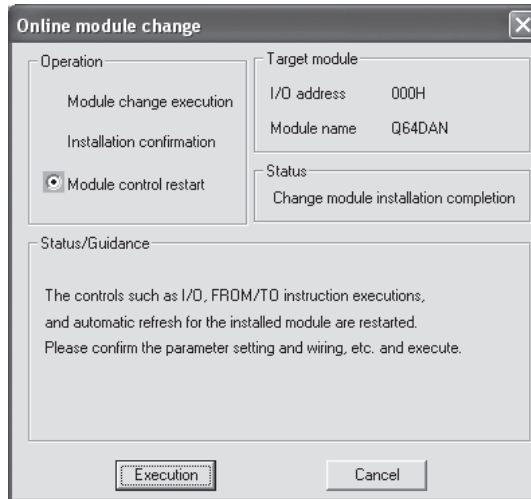 Online module change
Operation
Module change execution
Installation confirmation
Module control restart
Target module
I/O address 000H
Module name Q64DAN
Status
Change module installation completion
Status/Guidance
The controls such as I/O, FROM/TO instruction executions,
and automatic refresh for the installed module are restarted.
Please confirm the parameter setting and wiring, etc. and execute.
Execution
Cancel